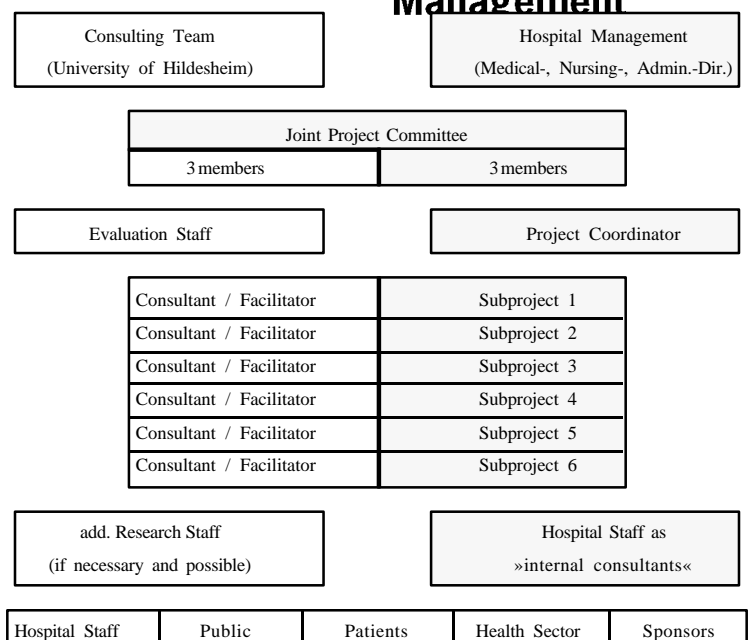 Management
Consulting Team
(University of Hildesheim)
Hospital Management
(Medical-, Nursing-, Admin.-Dir.)
Joint Project Committee
3 members 3 members
Evaluation Staff Project Coordinator
Consultant / Facilitator Subproject 1
Consultant / Facilitator Subproject 2
Consultant / Facilitator Subproject 3
Consultant / Facilitator Subproject 4
Consultant / Facilitator Subproject 5
Consultant / Facilitator Subproject 6
add. Research Staff
(if necessary and possible)
Hospital Staff as
»internal consultants«
Hospital Staff Public Patients Health Sector Sponsors